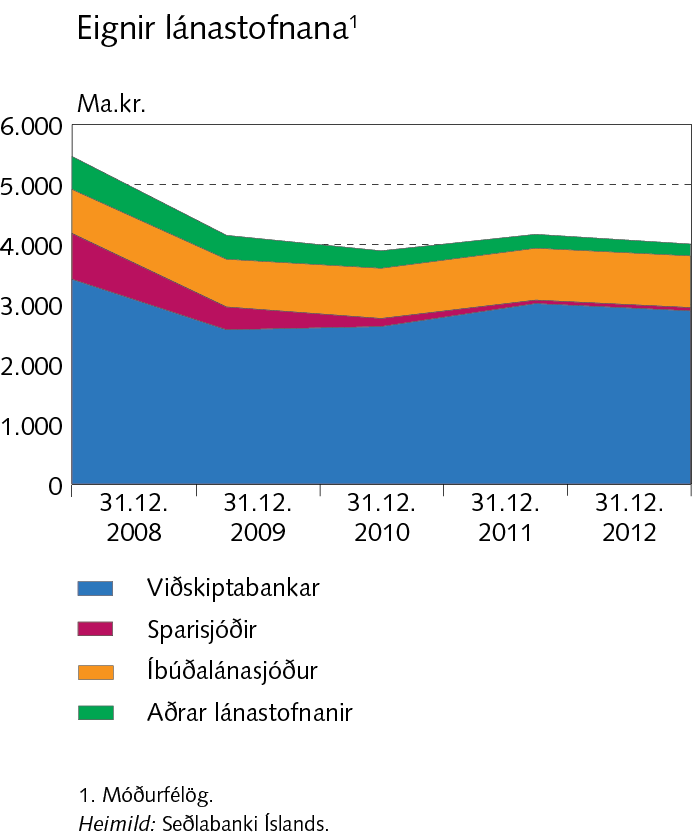 Eignir lánastofnana¹
Ma.kr.
6.000
5.000
4.000
3.000
2.000
1.000
0
31.12. 31.12. 31.12. 31.12. 31.12.
2008 2009 2010 2011 2012
Viðskiptabankar
Sparisjóðir
Íbúðalánasjóður
Aðrar lánastofnanir
1. Móðurfélög.
Heimild: Seðlabanki Íslands.